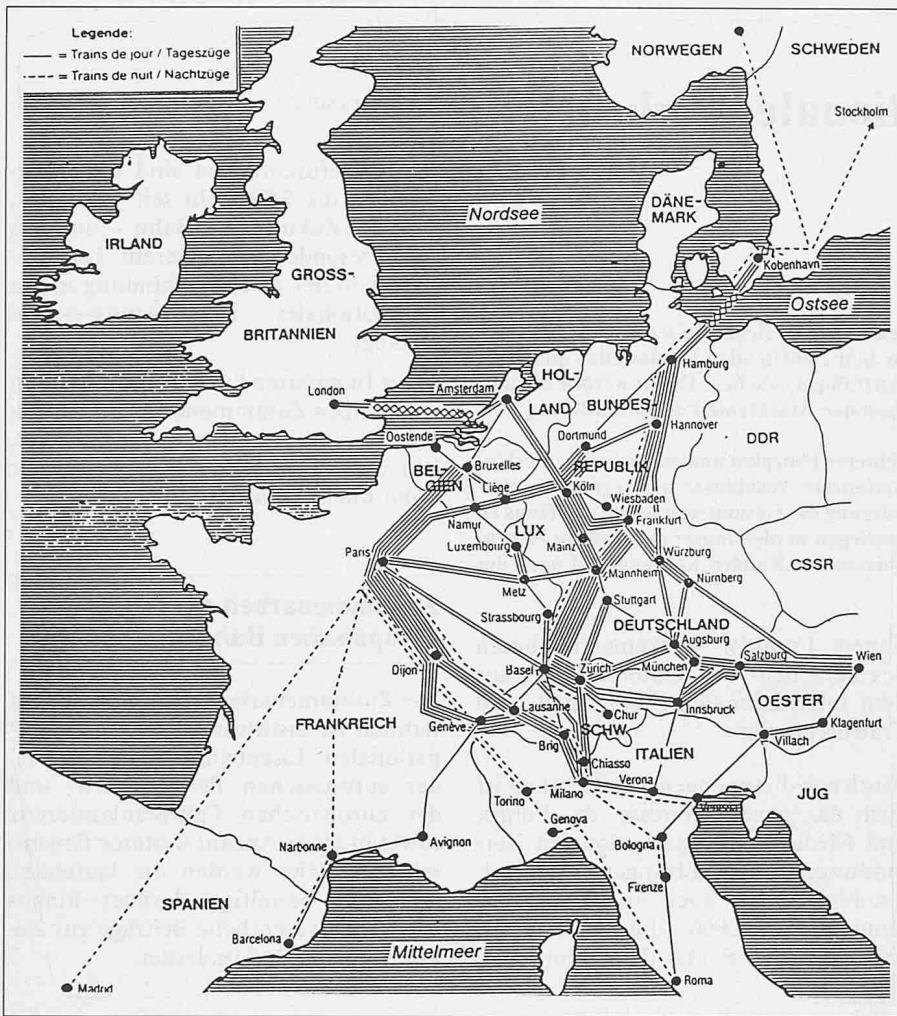 Legende:
= Trains de jour / Tageszüge
= Trains de nuit / Nachtzüge
NORWEGEN
SCHWEDEN
Stockholm
Nordsee
DÄNE-
MARK
IRLAND
København
GROSS-
Ostsee
BRITANNIEN
Hamburg
HOL-
Amsterdam
London
LAND
BUNDES-
Hannover
Oostende
Dortmund
DDR
BEL-
GIEN
Bruxelles
REPUBLIK
Liège
Köln
Wiesbaden
Namur
Frankfurt
LUX
Luxembourg
Mainz
Würzburg
CSSR
Paris
Mannheim
Nürnberg
Metz
Stuttgart
Strassbourg
DEUTSCHLAND
Augsburg
Salzburg
Wien
Basel
Zürich
München
Dijon
Innsbruck
OESTER
Lausanne
Chur
Klagenfurt
FRANKREICH
Genève
SCHW.
Villach
Brig
ITALIEN
Chiasso
Verona
JUG
Milano
Torino
Venezia
Genova
Bologna
Avignon
Narbonne
Firenze
SPANIEN
Barcelona
Mittelmeer
Madrid
Roma